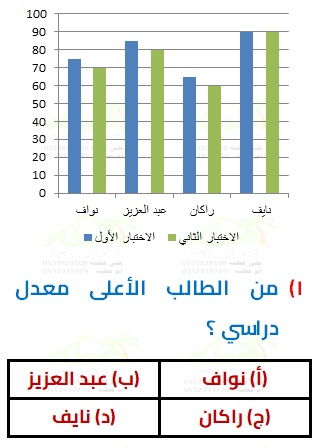 100
90
80
70
60
50
40
30
20
10
0
نواف
عبد العزيز
راكان
نايف
الاختبار الأول
الاختبار الثاني
١) من الطالب الأعلى معدل
دراسي ؟
(أ) نواف
(ب) عبد العزيز
(ج) راكان
(د) نايف